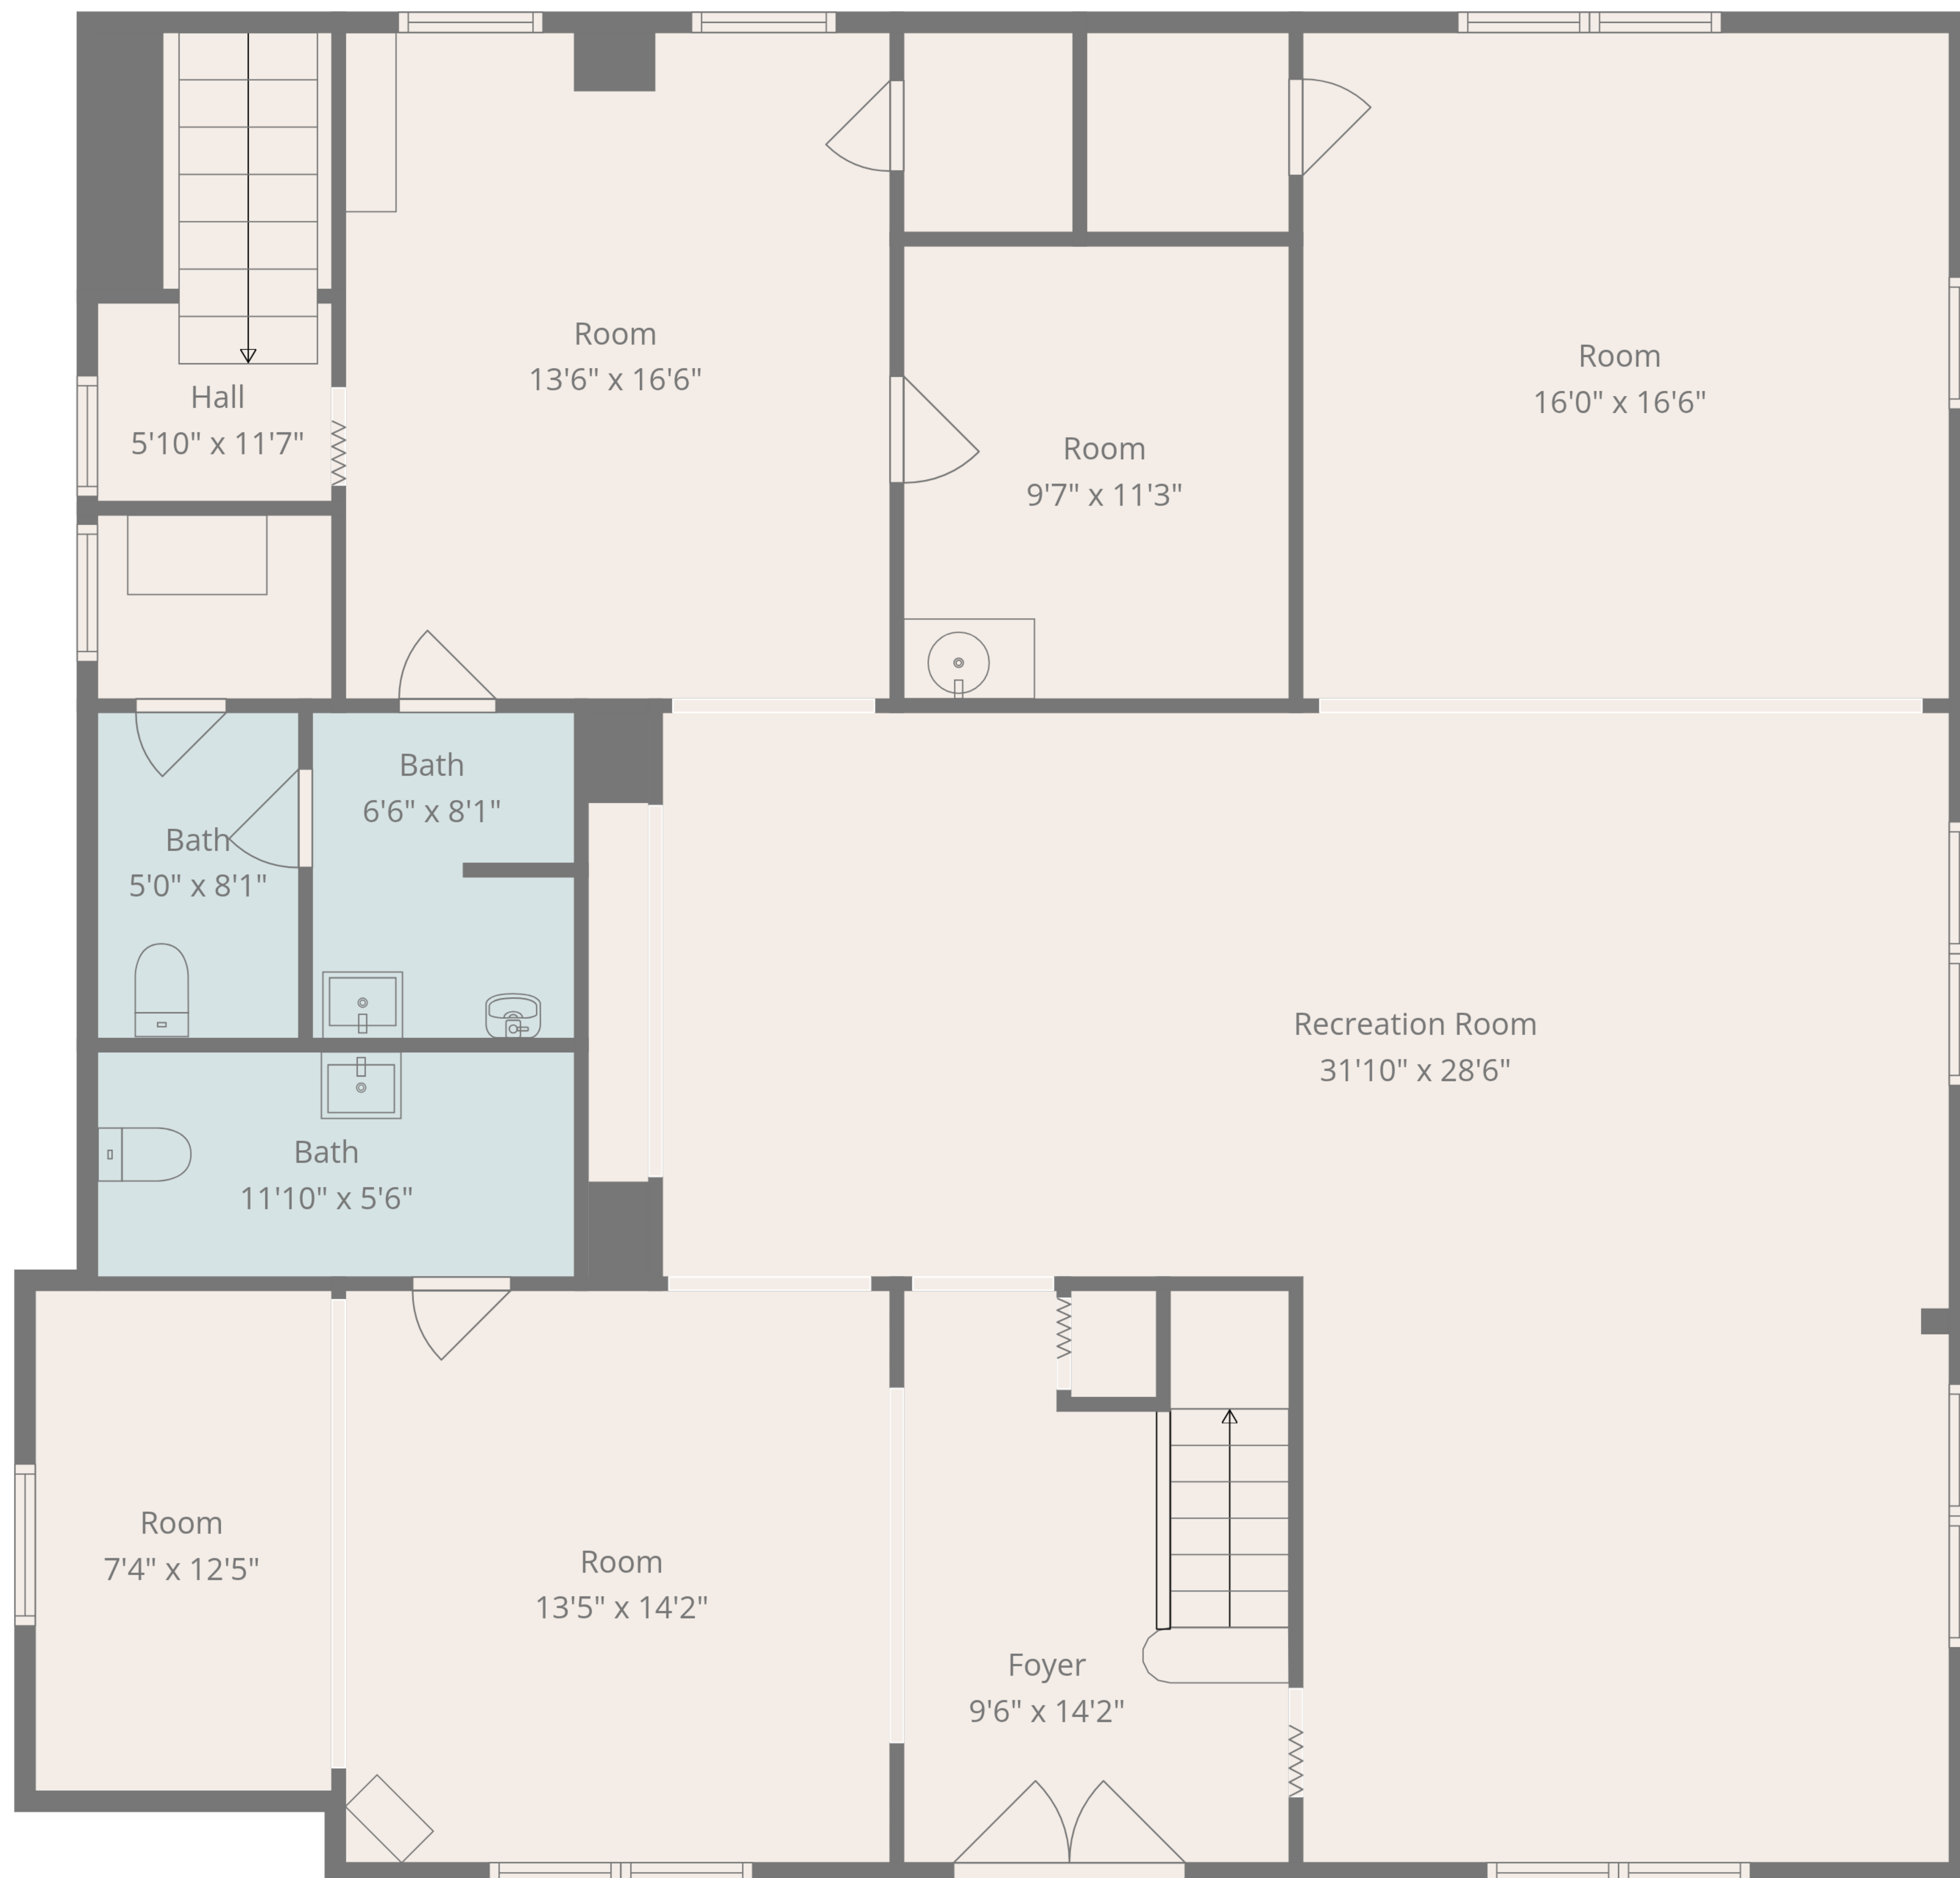 Room
13'6" x 16'6"
Room
16'0" x 16'6"
Hall
5'10" x 11'7"
Room
9'7" x 11'3"
Bath
6'6" x 8'1"
Bath
5'0" x 8'1"
Recreation Room
31'10" x 28'6"
Bath
11'10" x 5'6"
Room
7'4" x 12'5"
Room
13'5" x 14'2"
Foyer
9'6" x 14'2"